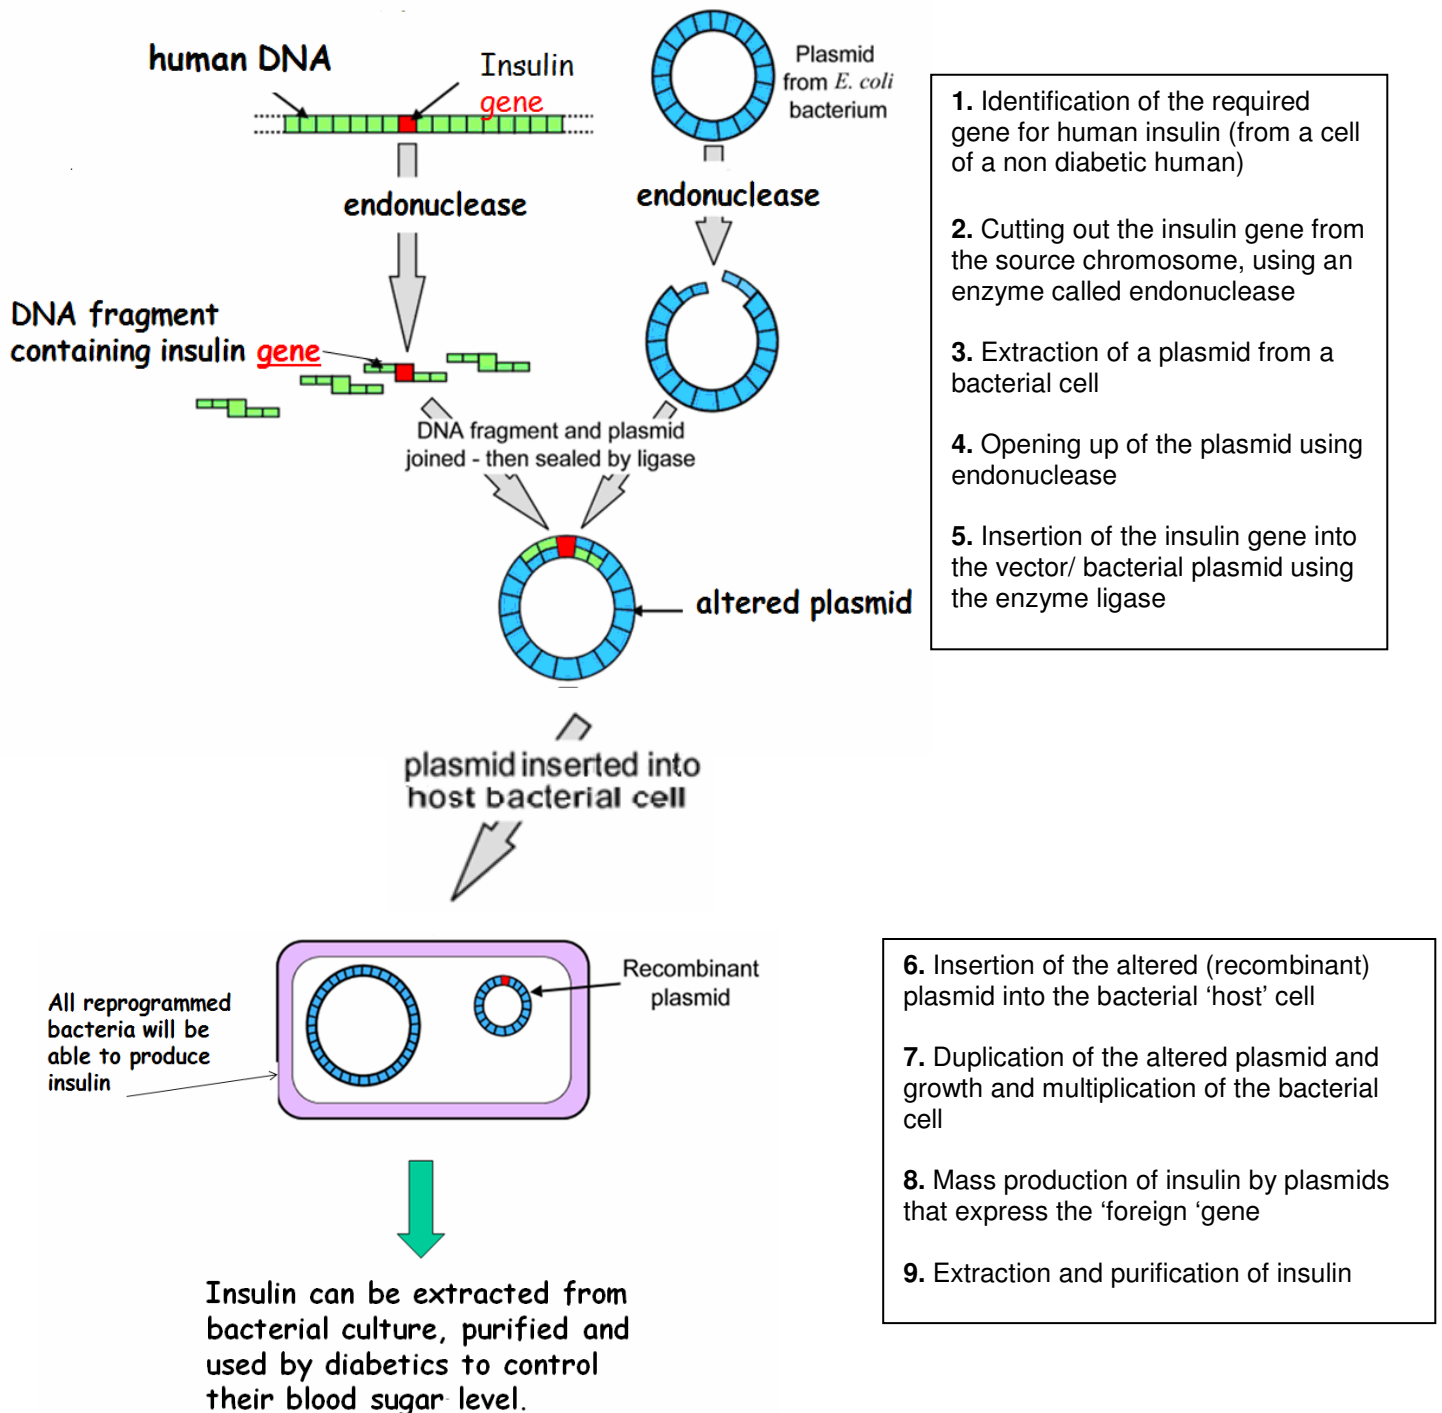 human DNA
Insulin
gene
Plasmid
from E. coli
bacterium
endonuclease
endonuclease
DNA fragment
containing insulin gene
DNA fragment and plasmid
joined - then sealed by ligase
altered plasmid
1. Identification of the required
gene for human insulin (from a cell
of a non diabetic human)
2. Cutting out the insulin gene from
the source chromosome, using an
enzyme called endonuclease
3. Extraction of a plasmid from a
bacterial cell
4. Opening up of the plasmid using
endonuclease
5. Insertion of the insulin gene into
the vector/ bacterial plasmid using
the enzyme ligase
plasmid inserted into
host bacterial cell
All reprogrammed
bacteria will be
able to produce
insulin
Recombinant
plasmid
Insulin can be extracted from
bacterial culture, purified and
used by diabetics to control
their blood sugar level.
6. Insertion of the altered (recombinant)
plasmid into the bacterial ‘host’ cell
7. Duplication of the altered plasmid and
growth and multiplication of the bacterial
cell
8. Mass production of insulin by plasmids
that express the ‘foreign ‘gene
9. Extraction and purification of insulin